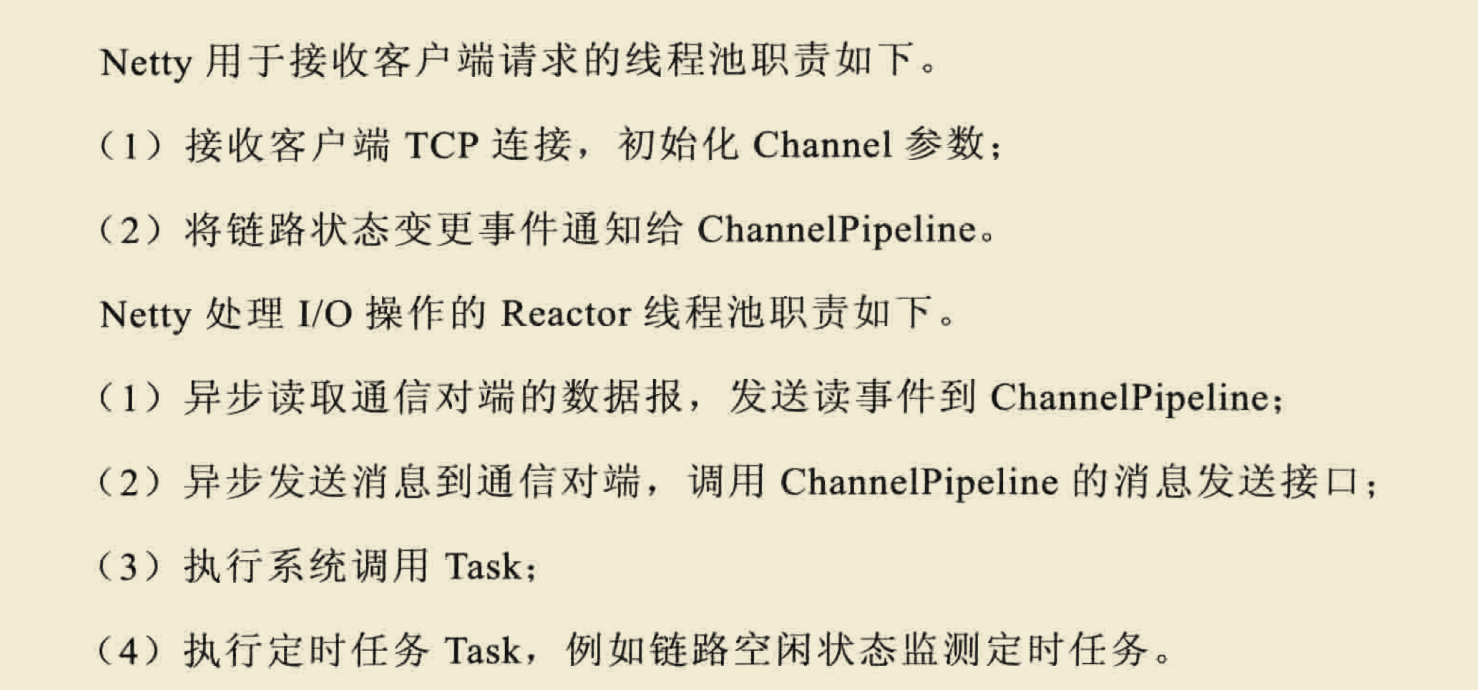 Netty 用于接收客户端请求的线程池职责如下。
（1）接收客户端 TCP 连接，初始化 Channel 参数；
（2）将链路状态变更事件通知给 ChannelPipeline。
Netty 处理 I/O 操作的 Reactor 线程池职责如下。
（1）异步读取通信对端的数据报，发送读事件到 ChannelPipeline；
（2）异步发送消息到通信对端，调用 ChannelPipeline 的消息发送接口；
（3）执行系统调用 Task；
（4）执行定时任务 Task，例如链路空闲状态监测定时任务。